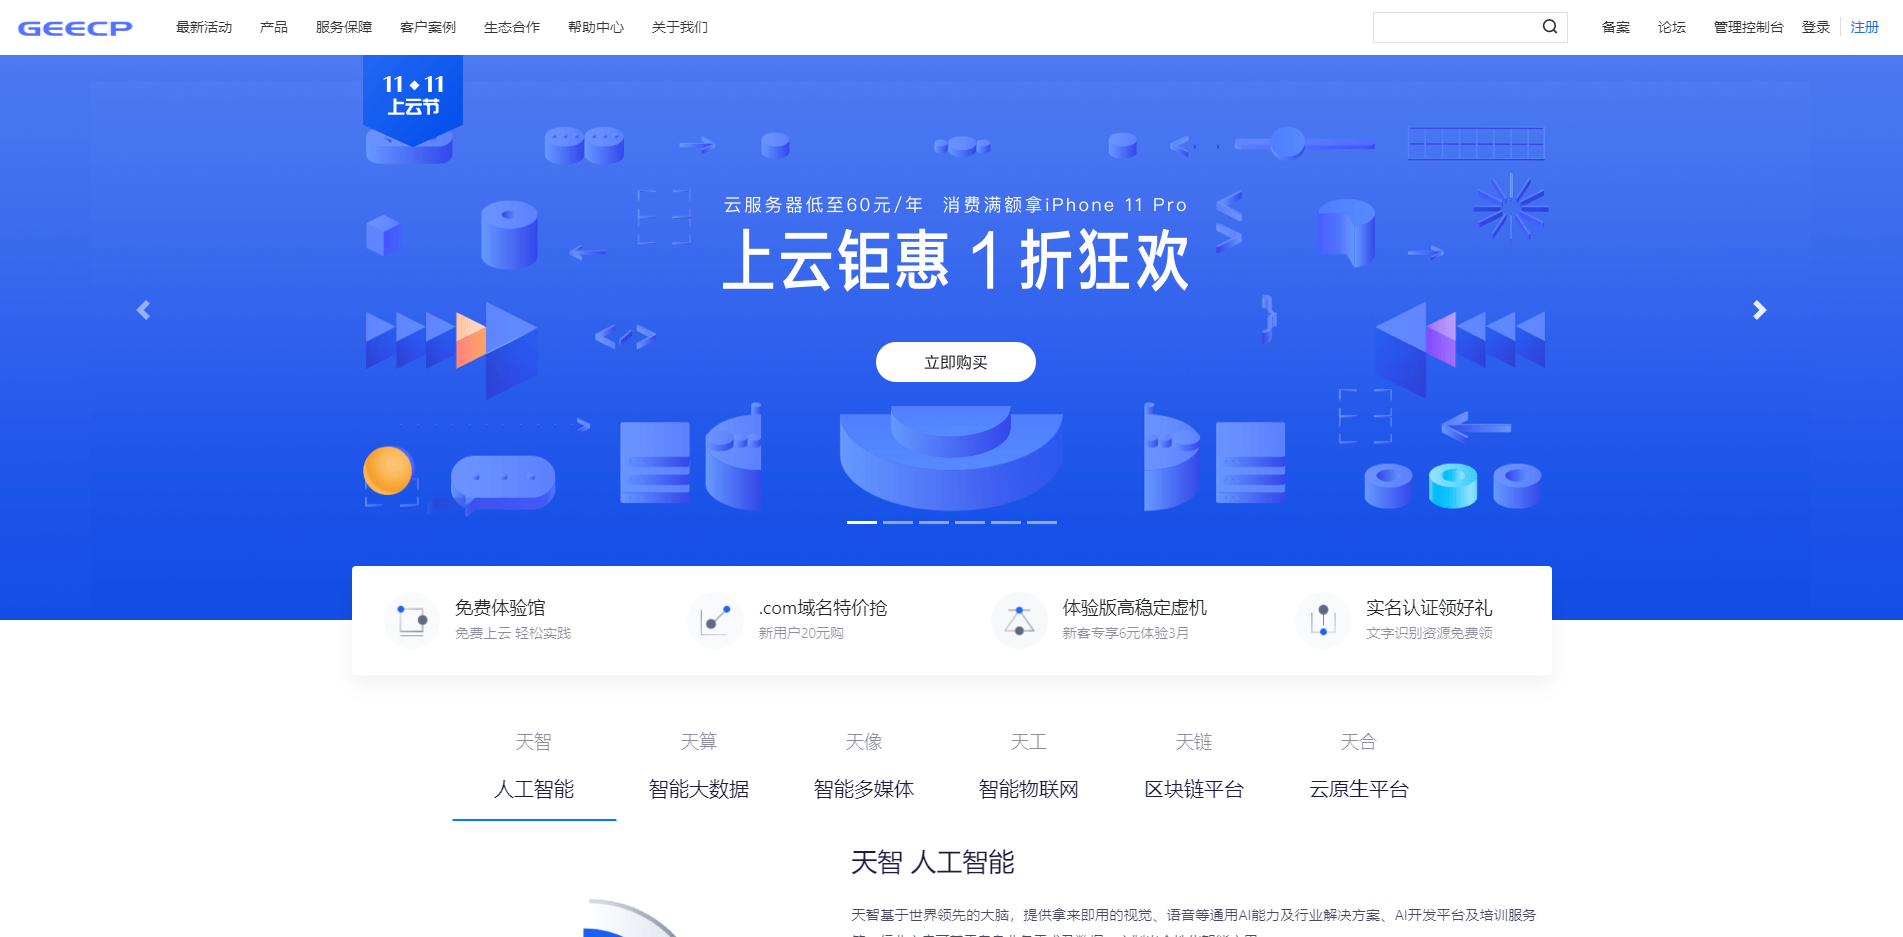 GEECP 最新活动 产品 服务保障 客户案例 生态合作 帮助中心 关于我们 备案 论坛 管理控制台 登录 注册
11 11
上云节
云服务器低至60元/年 消费满额拿iPhone 11 Pro
上云钜惠 1 折狂欢
立即购买
免费体验馆 .com域名特价抢 体验版高稳定虚机 实名认证领好礼
免费上云 轻松实践 新用户20元购 新客专享6元体验3月 文字识别资源免费领
天智 天算 天像 天工 天链 天合
人工智能 智能大数据 智能多媒体 智能物联网 区块链平台 云原生平台
天智 人工智能
天智基于世界领先的大脑，提供拿来即用的视觉、语音等通用AI能力及行业解决方案、AI开发平台及培训服务